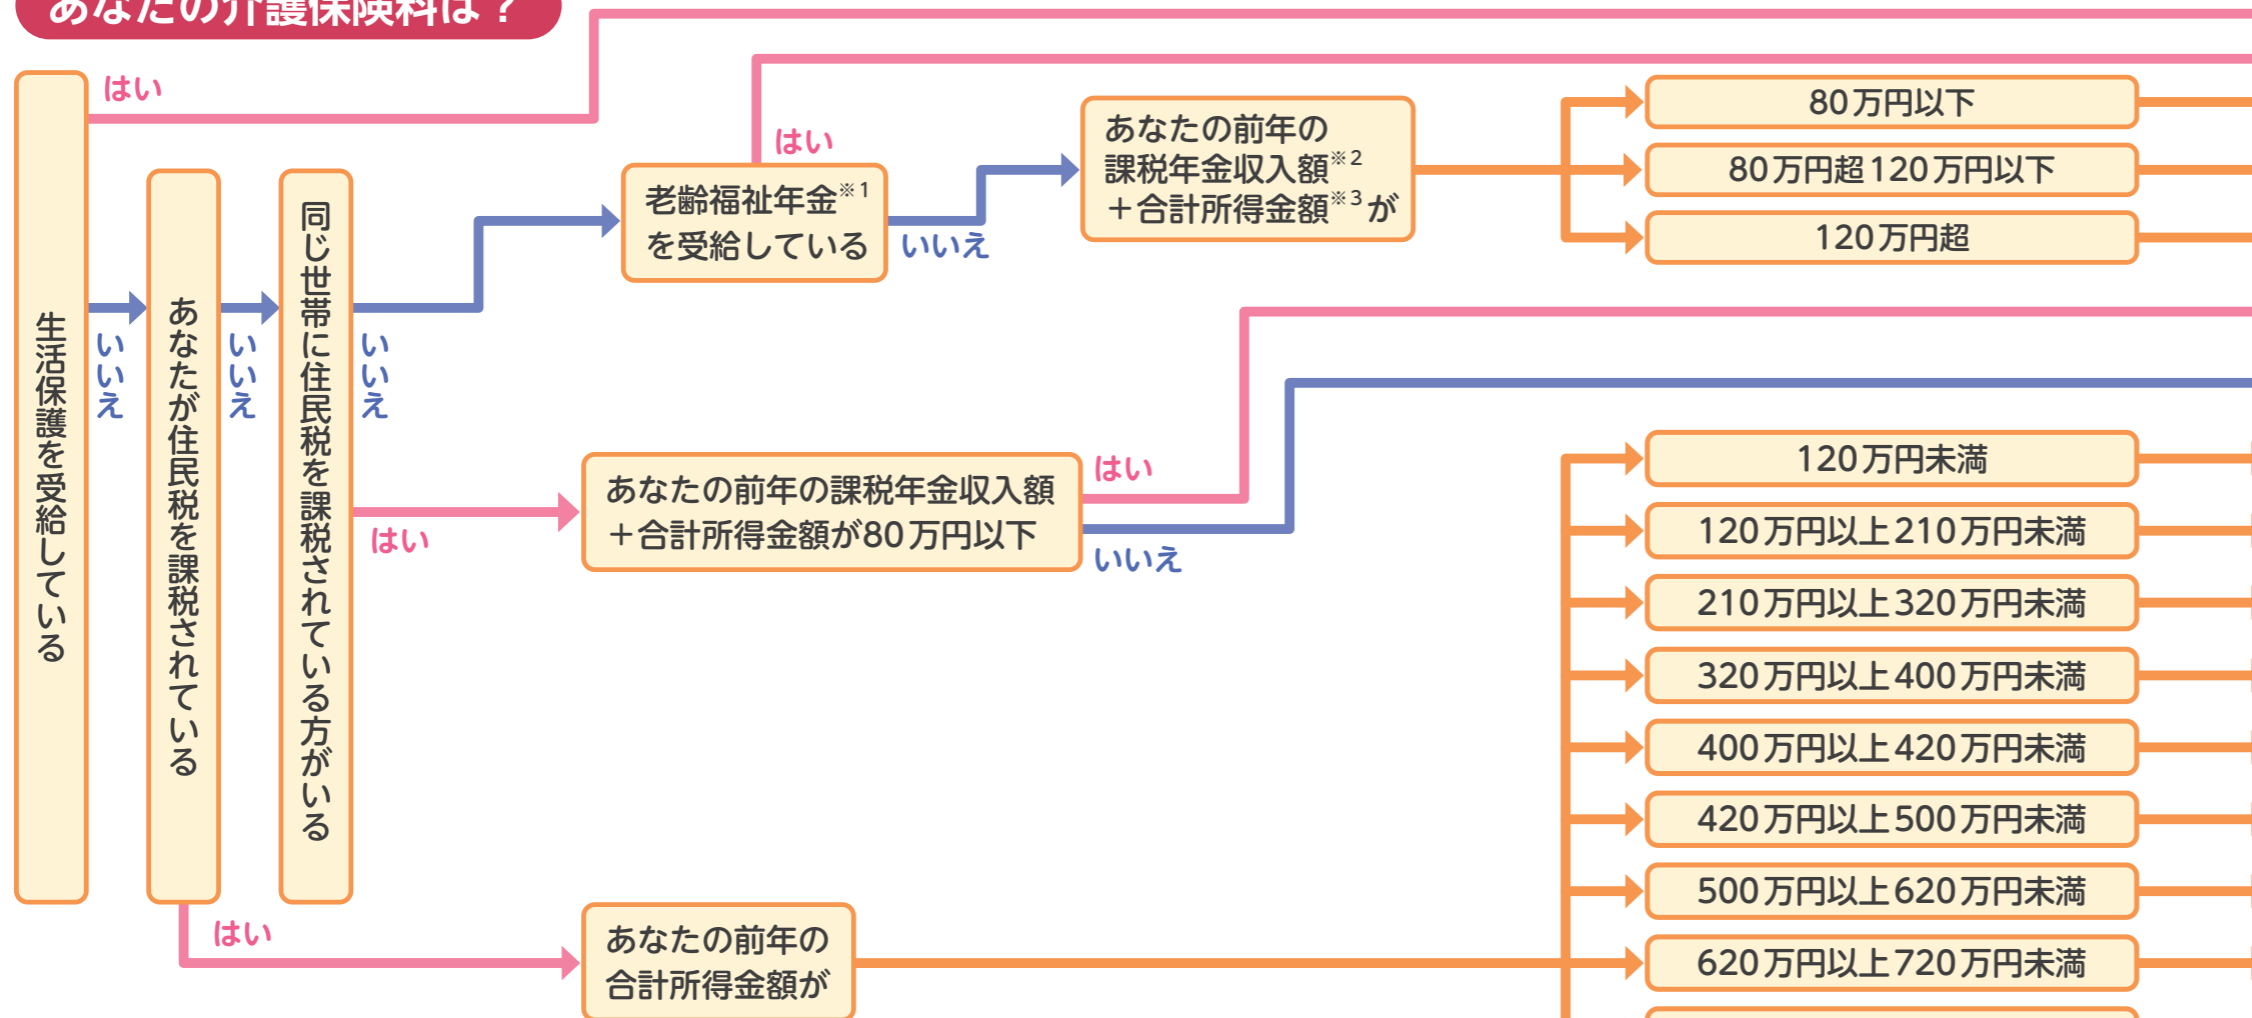 あなたの介護保険料は？
生活保護を受給している
はい
いいえ
あなたが住民税を課税されている
いいえ
はい
同じ世帯に住民税を課税されている方がいる
いいえ
はい
老齢福祉年金※1
を受給している
はい
いいえ
あなたの前年の
課税年金収入額※2
＋合計所得金額※3が
80万円以下
80万円超120万円以下
120万円超
あなたの前年の課税年金収入額
＋合計所得金額が80万円以下
はい
いいえ
あなたの前年の
合計所得金額が
120万円未満
120万円以上210万円未満
210万円以上320万円未満
320万円以上400万円未満
400万円以上420万円未満
420万円以上500万円未満
500万円以上620万円未満
620万円以上720万円未満